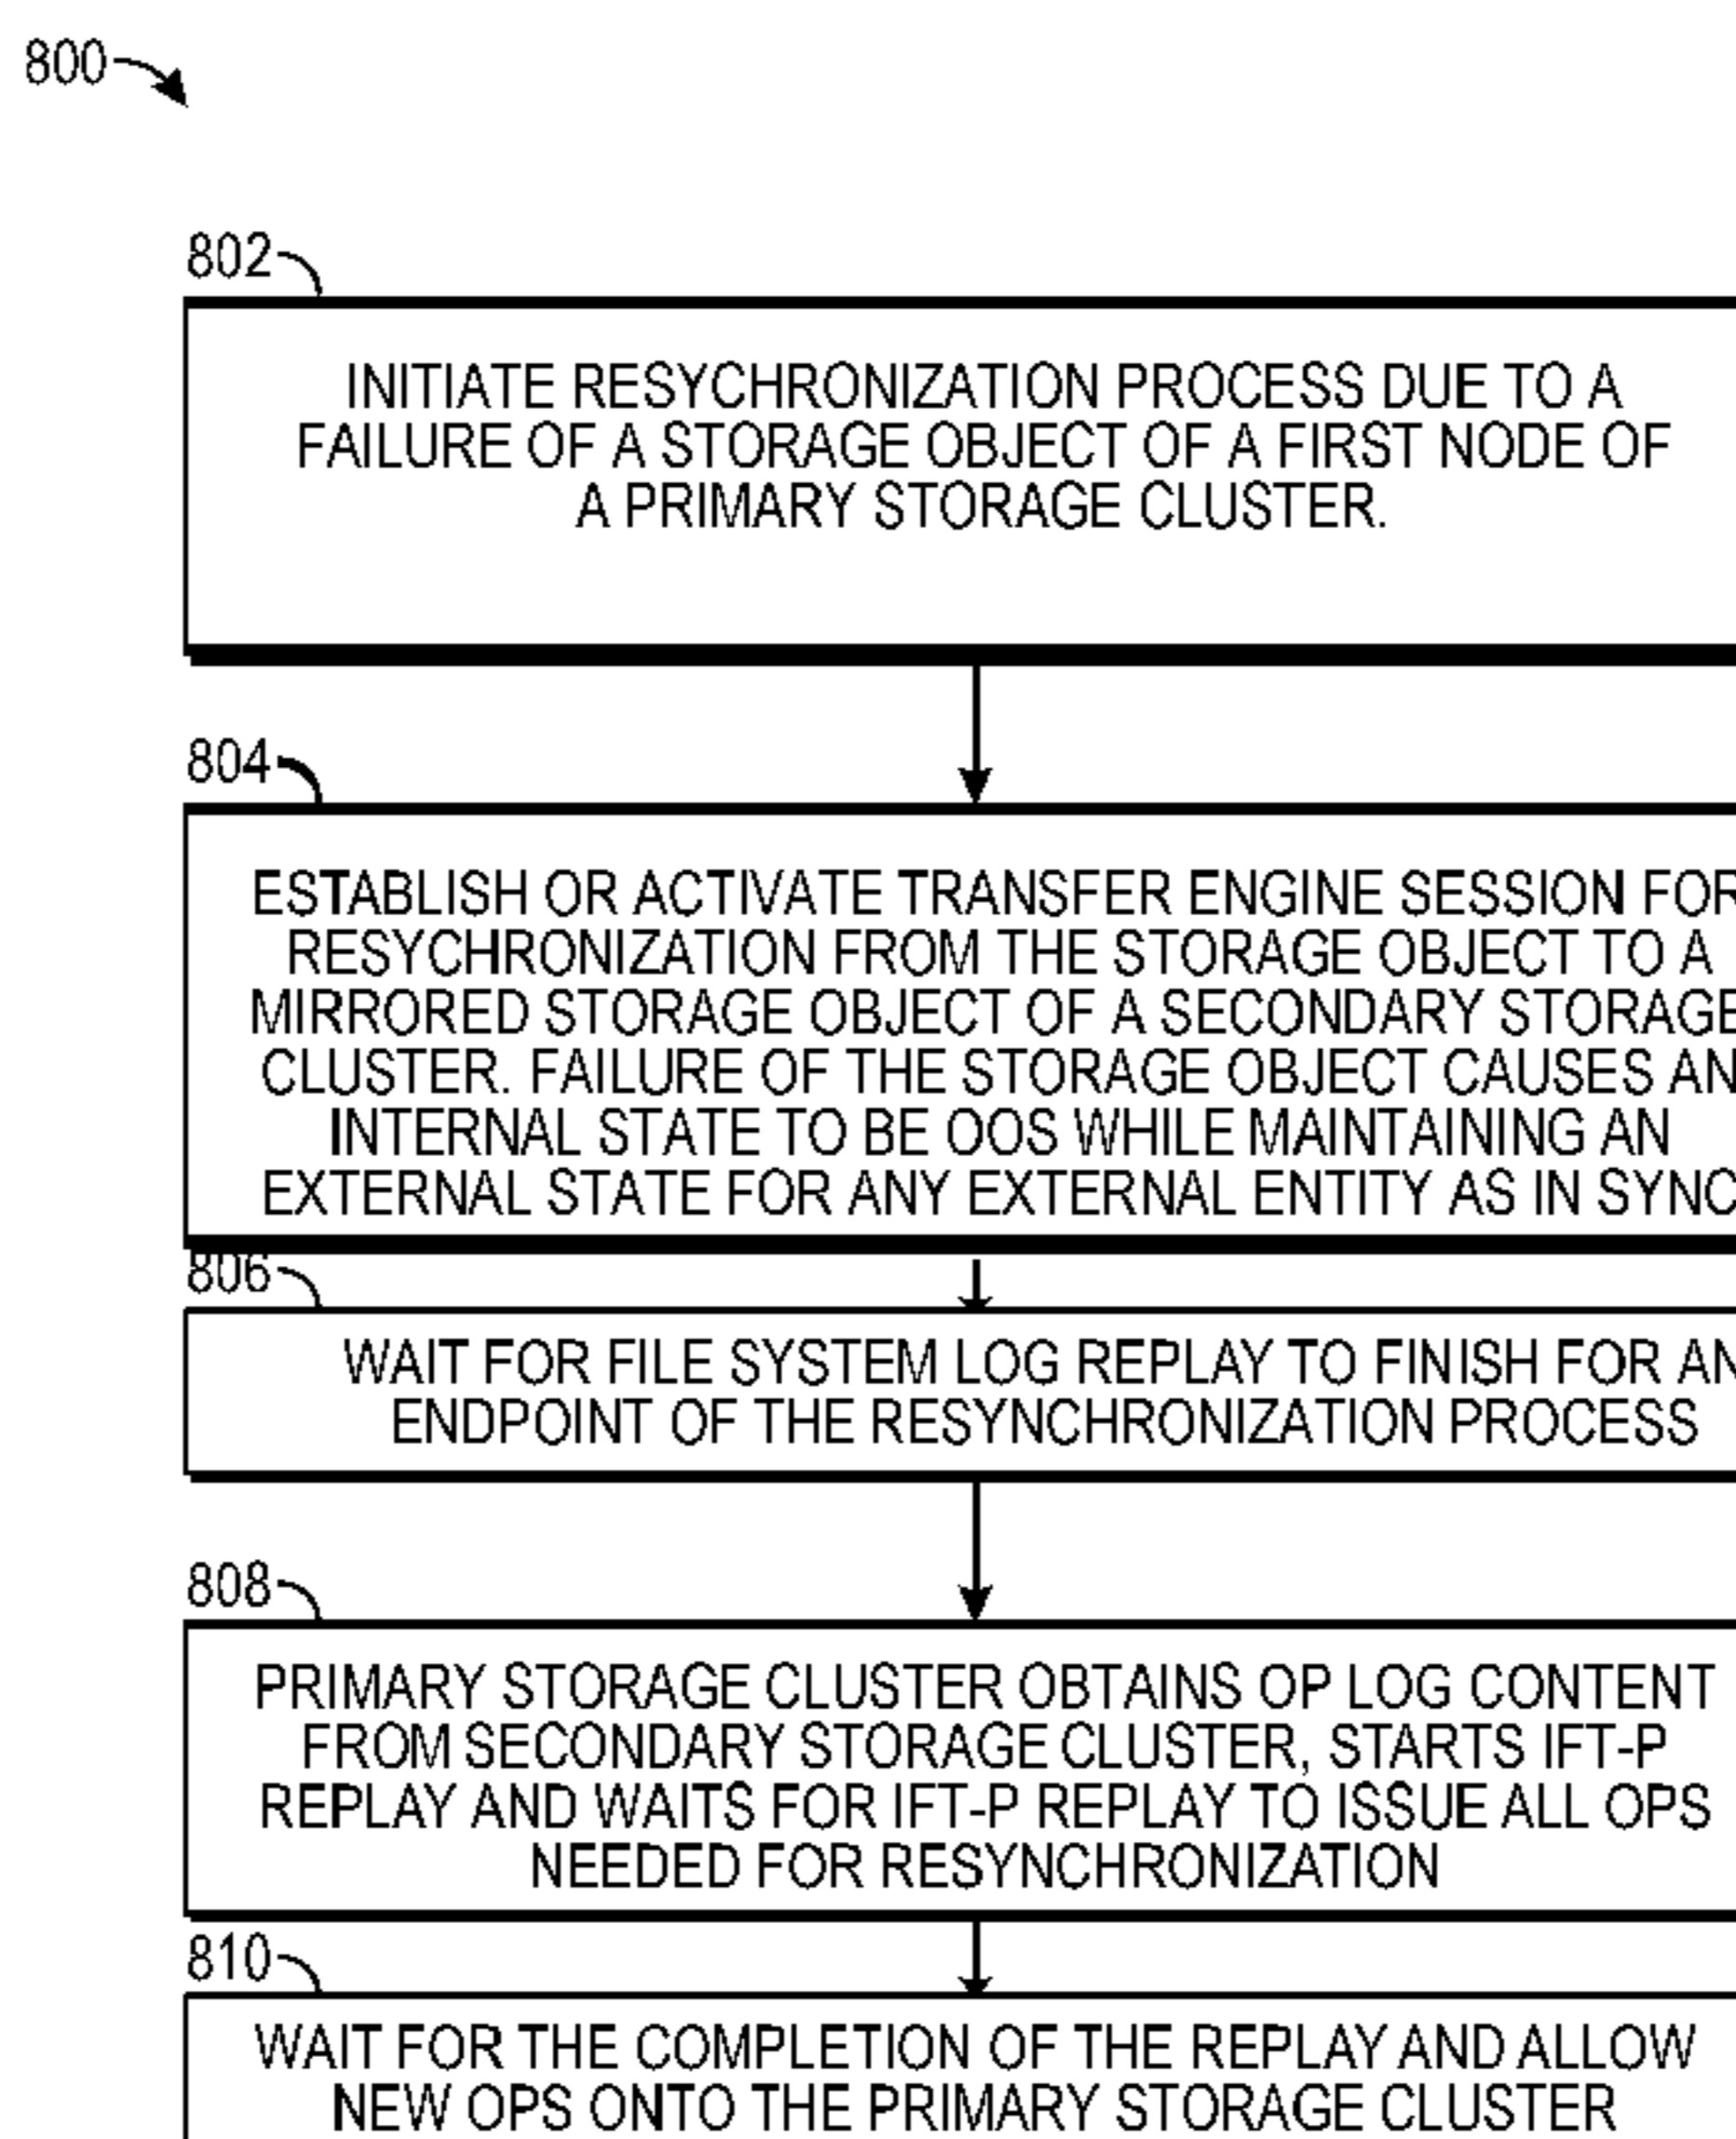 800
802
INITIATE RESYCHRONIZATION PROCESS DUE TO A
FAILURE OF A STORAGE OBJECT OF A FIRST NODE OF
A PRIMARY STORAGE CLUSTER.
804
ESTABLISH OR ACTIVATE TRANSFER ENGINE SESSION FOR
RESYCHRONIZATION FROM THE STORAGE OBJECT TO A
MIRRORED STORAGE OBJECT OF A SECONDARY STORAGE
CLUSTER. FAILURE OF THE STORAGE OBJECT CAUSES AN
INTERNAL STATE TO BE OOS WHILE MAINTAINING AN
EXTERNAL STATE FOR ANY EXTERNAL ENTITY AS IN SYNC
806
WAIT FOR FILE SYSTEM LOG REPLAY TO FINISH FOR AN
ENDPOINT OF THE RESYNCHRONIZATION PROCESS
808
PRIMARY STORAGE CLUSTER OBTAINS OP LOG CONTENT
FROM SECONDARY STORAGE CLUSTER, STARTS IFT-P
REPLAY AND WAITS FOR IFT-P REPLAY TO ISSUE ALL OPS
NEEDED FOR RESYNCHRONIZATION
810
WAIT FOR THE COMPLETION OF THE REPLAY AND ALLOW
NEW OPS ONTO THE PRIMARY STORAGE CLUSTER